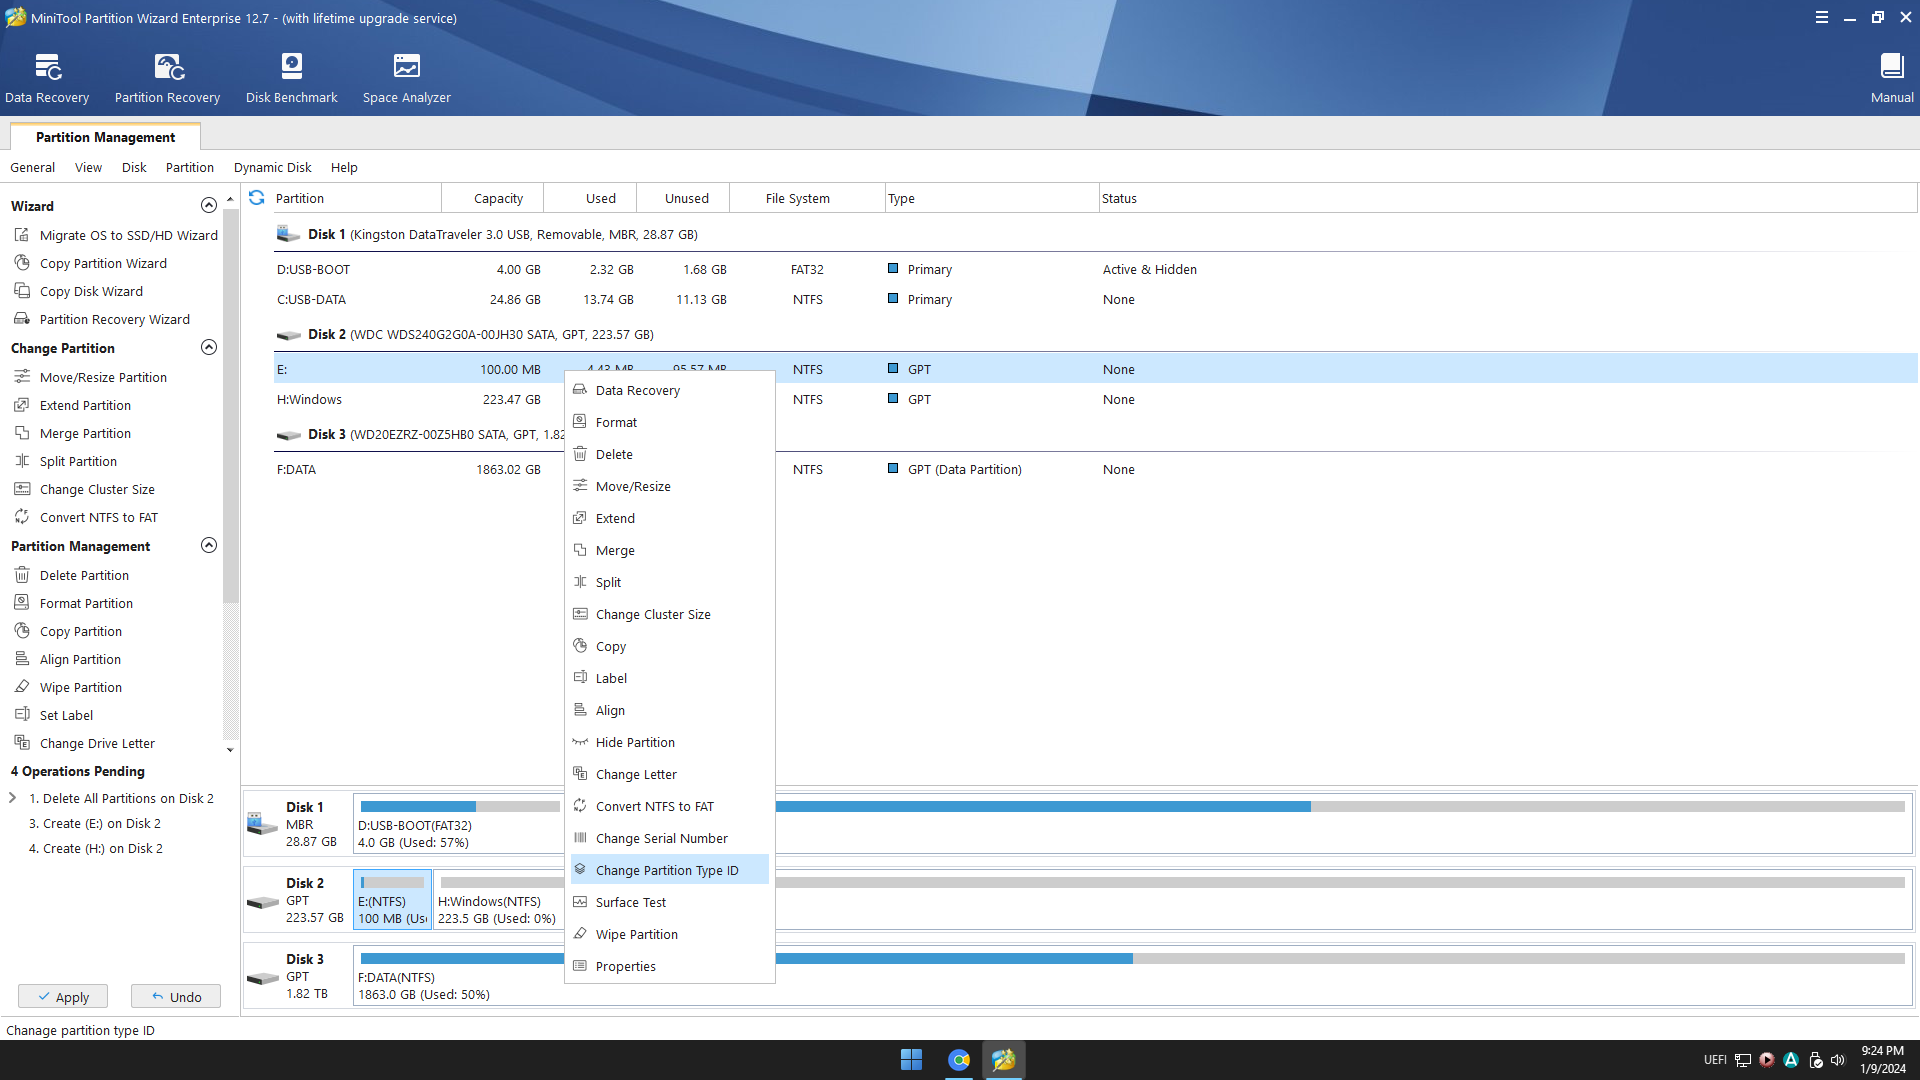 MiniTool Partition Wizard Enterprise 12.7 - (with lifetime upgrade service)
Data Recovery
Partition Recovery
Disk Benchmark
Space Analyzer
Manual
Partition Management
General View Disk Partition Dynamic Disk Help
Wizard
Migrate OS to SSD/HD Wizard
Copy Partition Wizard
Copy Disk Wizard
Partition Recovery Wizard
Change Partition
Move/Resize Partition
Extend Partition
Merge Partition
Split Partition
Change Cluster Size
Convert NTFS to FAT
Partition Management
Delete Partition
Format Partition
Copy Partition
Align Partition
Wipe Partition
Set Label
Change Drive Letter
4 Operations Pending
1. Delete All Partitions on Disk 2
3. Create (E:) on Disk 2
4. Create (H:) on Disk 2
Apply Undo
Partition Capacity Used Unused File System Type Status
Disk 1 (Kingston DataTraveler 3.0 USB, Removable, MBR, 28.87 GB)
D:USB-BOOT 4.00 GB 2.32 GB 1.68 GB FAT32 Primary Active & Hidden
C:USB-DATA 24.86 GB 13.74 GB 11.13 GB NTFS Primary None
Disk 2 (WDC WDS240G2G0A-00JH30 SATA, GPT, 223.57 GB)
E: 100.00 MB 4.43 MB 95.57 MB NTFS GPT None
H:Windows 223.47 GB NTFS GPT None
Disk 3 (WD20EZRZ-00Z5HB0 SATA, GPT, 1.82
F:DATA 1863.02 GB NTFS GPT (Data Partition) None
Data Recovery
Format
Delete
Move/Resize
Extend
Merge
Split
Change Cluster Size
Copy
Label
Align
Hide Partition
Change Letter
Convert NTFS to FAT
Change Serial Number
Change Partition Type ID
Surface Test
Wipe Partition
Properties
Disk 1
MBR
28.87 GB
D:USB-BOOT(FAT32)
4.0 GB (Used: 57%)
Disk 2
GPT
223.57 GB
E:(NTFS)
100 MB (Us
H:Windows(NTFS)
223.5 GB (Used: 0%)
Disk 3
GPT
1.82 TB
F:DATA(NTFS)
1863.0 GB (Used: 50%)
Chanage partition type ID
UEFI
9:24 PM
1/9/2024